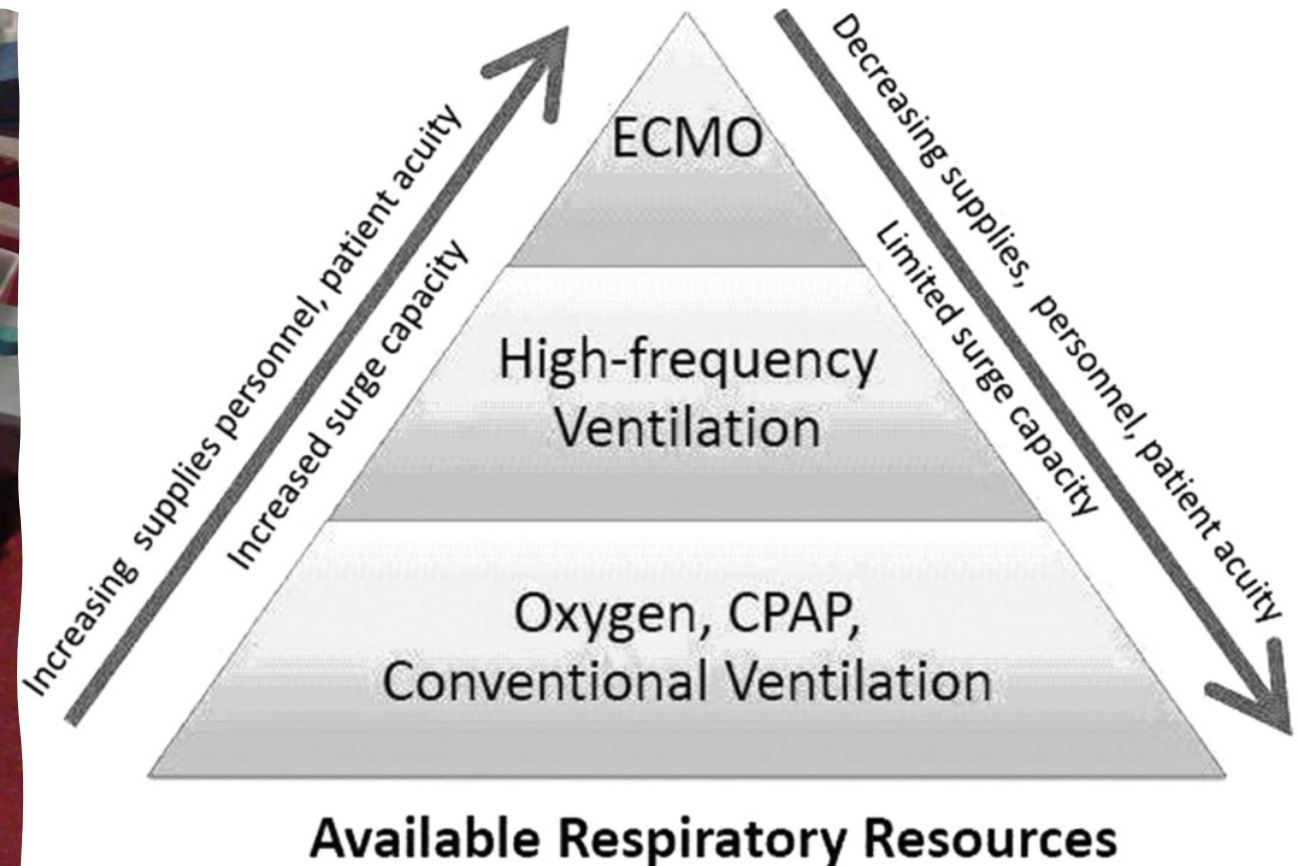 Increasing supplies personnel, patient acuity
Increased surge capacity
ECMO
High-frequency
Ventilation
Oxygen, CPAP,
Conventional Ventilation
Decreasing supplies, personnel, patient acuity
Limited surge capacity
Available Respiratory Resources